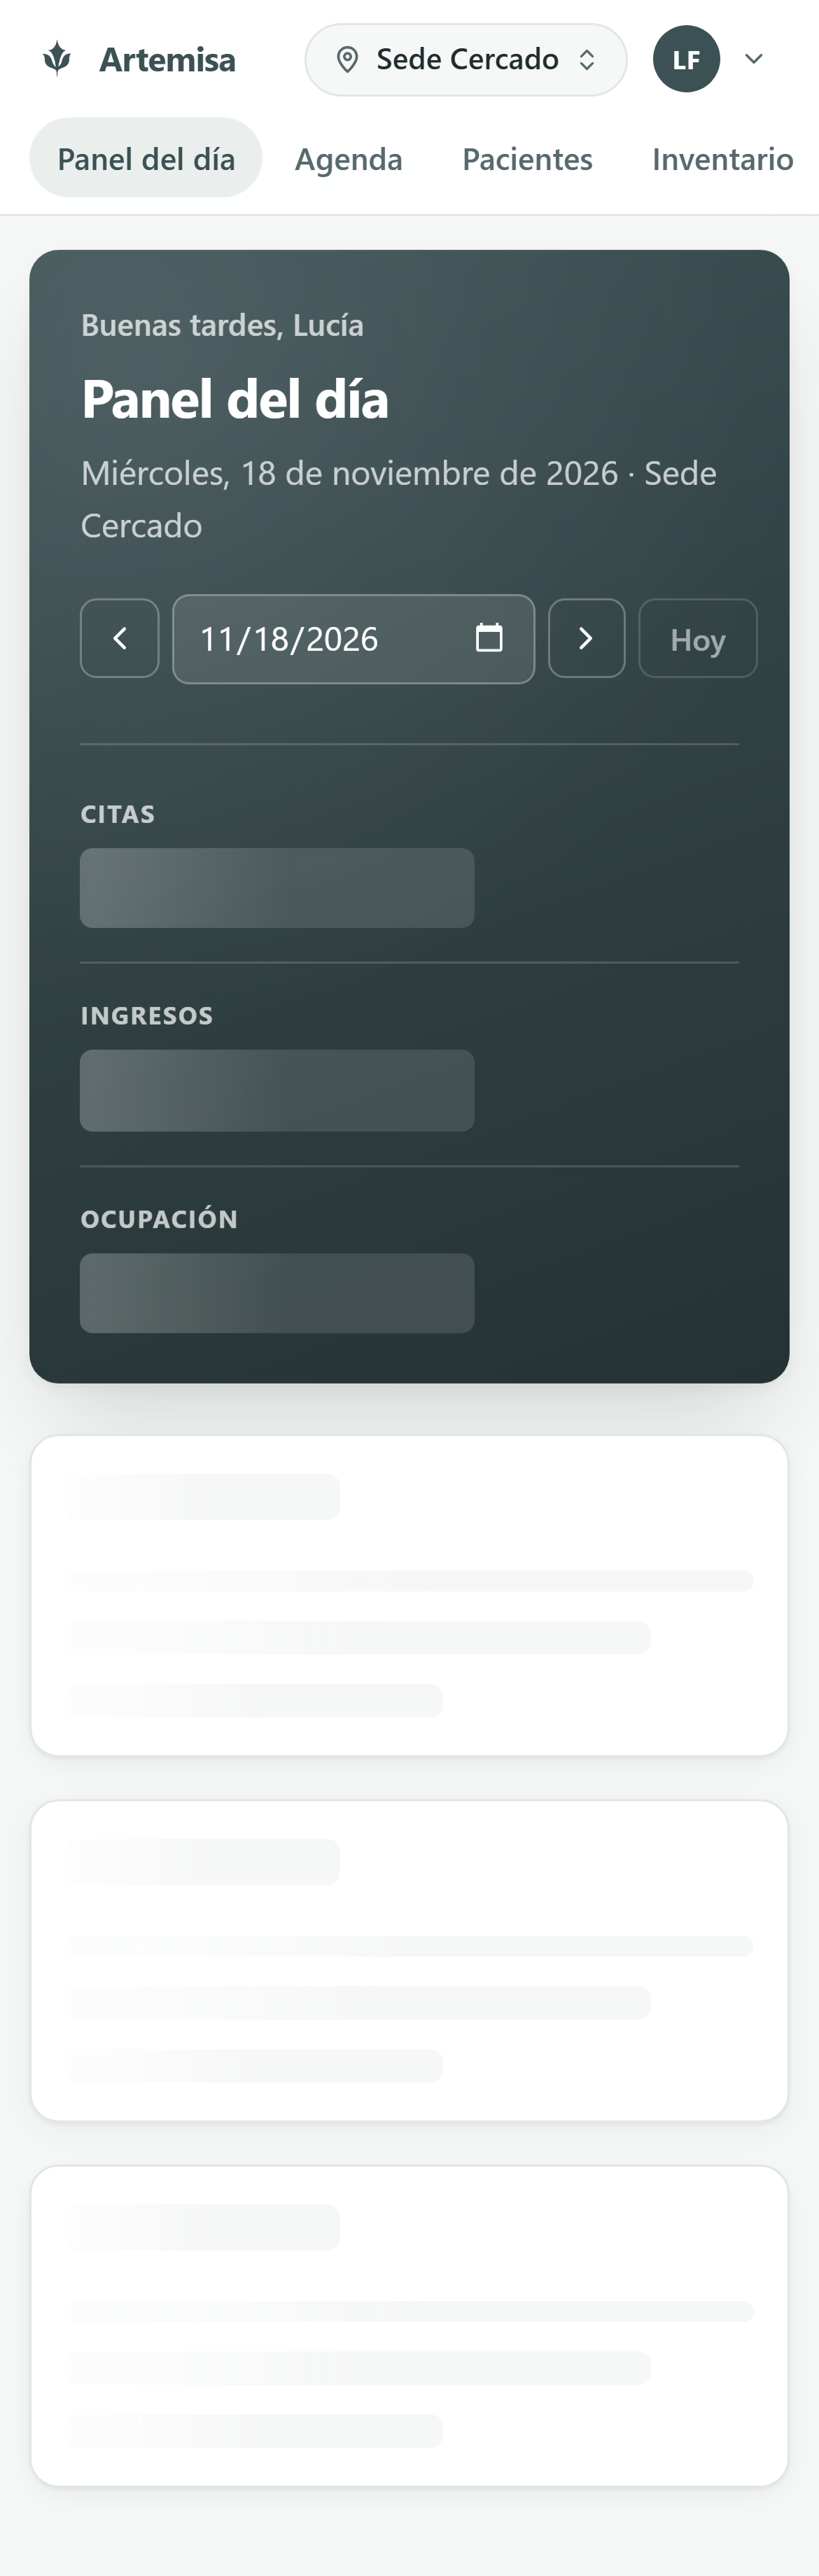 Artemisa
Sede Cercado
LF
Panel del día
Agenda
Pacientes
Inventario
Buenas tardes, Lucía
Panel del día
Miércoles, 18 de noviembre de 2026 · Sede
Cercado
11/18/2026
Hoy
CITAS
INGRESOS
OCUPACIÓN